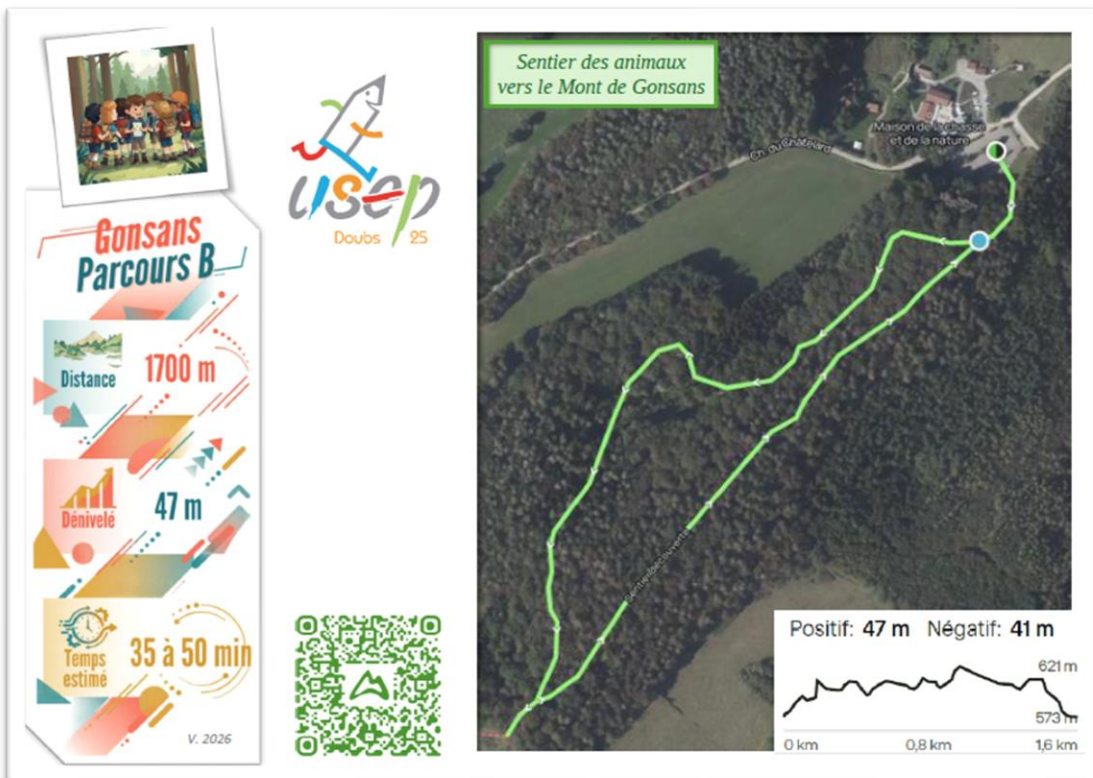 usep
Doubs 25
Gonsans
Parcours B
Distance
1700 m
Dénivelé
47 m
Temps
estimé
35 à 50 min
V. 2026
Sentier des animaux
vers le Mont de Gonsans
Maison de la chasse
et de la nature
Ch. du Châtelard
Sentier découverte
Positif: 47 m Négatif: 41 m
621 m
573 m
0 km 0,8 km 1,6 km